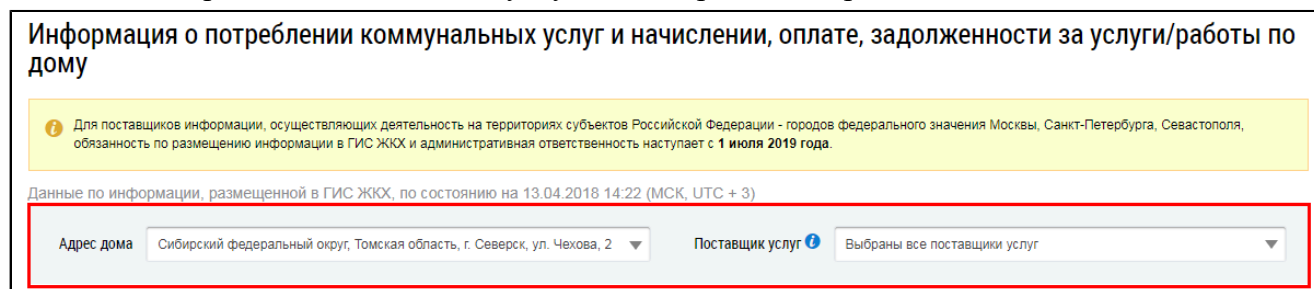 Информация о потреблении коммунальных услуг и начислении, оплате, задолженности за услуги/работы по
дому
Для поставщиков информации, осуществляющих деятельность на территориях субъектов Российской Федерации - городов федерального значения Москвы, Санкт-Петербурга, Севастополя,
обязанность по размещению информации в ГИС ЖКХ и административная ответственность наступает с 1 июля 2019 года.
Данные по информации, размещенной в ГИС ЖКХ, по состоянию на 13.04.2018 14:22 (МСК, UTC + 3)
Адрес дома Сибирский федеральный округ, Томская область, г. Северск, ул. Чехова, 2 Поставщик услуг Выбраны все поставщики услуг